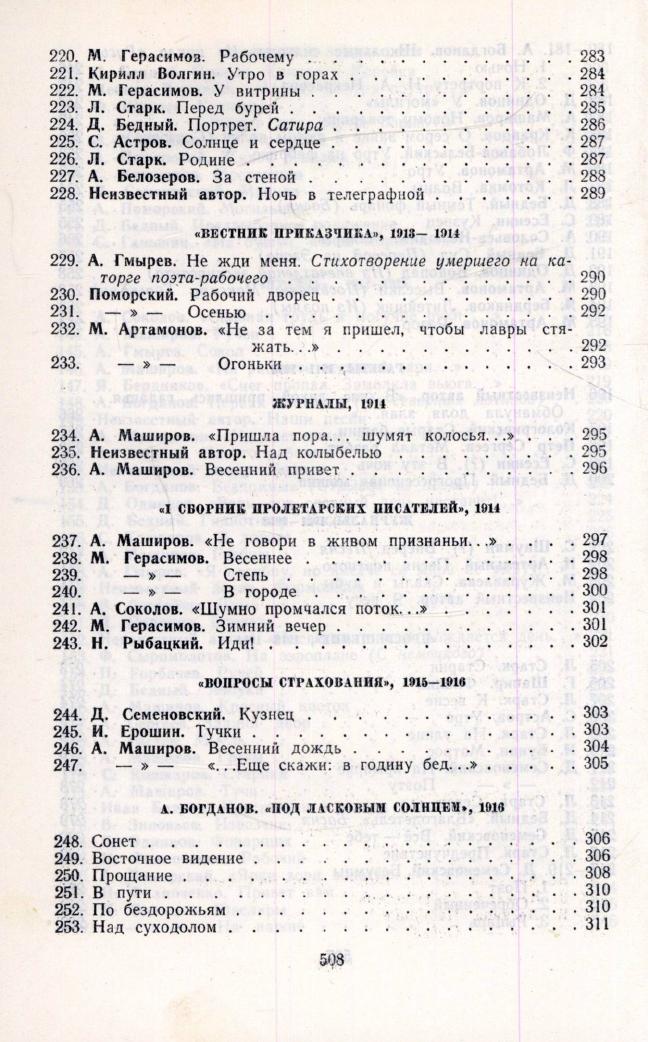 220. М. Герасимов. Рабочему . . . . . . . . . . . 283
221. Кирилл Волгин. Утро в горах . . . . . . . . . . 284
222. М. Герасимов. У витрины . . . . . . . . . . . 284
223. Л. Старк. Перед бурей . . . . . . . . . . . . 285
224. Д. Бедный. Портрет. Сатира . . . . . . . . . . 286
225. С. Астров. Солнце и сердце . . . . . . . . . . 287
226. Л. Старк. Родине . . . . . . . . . . . . . . 287
227. А. Белозеров. За стеной . . . . . . . . . . . 288
228. Неизвестный автор. Ночь в телеграфной . . . . . . 289
«ВЕСТНИК ПРИКАЗЧИКА», 1913— 1914
229. А. Гмырев. Не жди меня. Стихотворение умершего на ка-
торге поэта-рабочего . . . . . . . . . . . . . 290
230. Поморский. Рабочий дворец . . . . . . . . . . 290
231. — » — Осенью . . . . . . . . . . . . . 292
232. М. Артамонов. «Не за тем я пришел, чтобы лавры стя-
жать. . .» . . . . . . . . . . . 292
233. — » — Огоньки . . . . . . . . . . . . 293
ЖУРНАЛЫ, 1914
234. А. Маширов. «Пришла пора. . . шумят колосья. . .» . . . . 295
235. Неизвестный автор. Над колыбелью . . . . . . . . 295
236. А. Маширов. Весенний привет . . . . . . . . . . 296
«I СБОРНИК ПРОЛЕТАРСКИХ ПИСАТЕЛЕЙ», 1914
237. А. Маширов. «Не говори в живом признаньи. . .» . . . . 297
238. М. Герасимов. Весеннее . . . . . . . . . . . . 298
239. — » — Степь . . . . . . . . . . . . . 298
240. — » — В городе . . . . . . . . . . . . 300
241. А. Соколов. «Шумно промчался поток. . .» . . . . . . 301
242. М. Герасимов. Зимний вечер . . . . . . . . . . 301
243. Н. Рыбацкий. Иди! . . . . . . . . . . . . . 302
«ВОПРОСЫ СТРАХОВАНИЯ», 1915—1916
244. Д. Семеновский. Кузнец . . . . . . . . . . . . 303
245. И. Ерошин. Тучки . . . . . . . . . . . . . . 303
246. А. Маширов. Весенний дождь . . . . . . . . . . 304
247. — » — «. . .Еще скажи: в годину бед. . .» . . . . 305
А. БОГДАНОВ. «ПОД ЛАСКОВЫМ СОЛНЦЕМ», 1916
248. Сонет . . . . . . . . . . . . . . . . . . 306
249. Восточное видение . . . . . . . . . . . . . . 306
250. Прощание . . . . . . . . . . . . . . . . . 308
251. В пути . . . . . . . . . . . . . . . . . . 310
252. По бездорожьям . . . . . . . . . . . . . . . 310
253. Над суходолом . . . . . . . . . . . . . . . 311
508